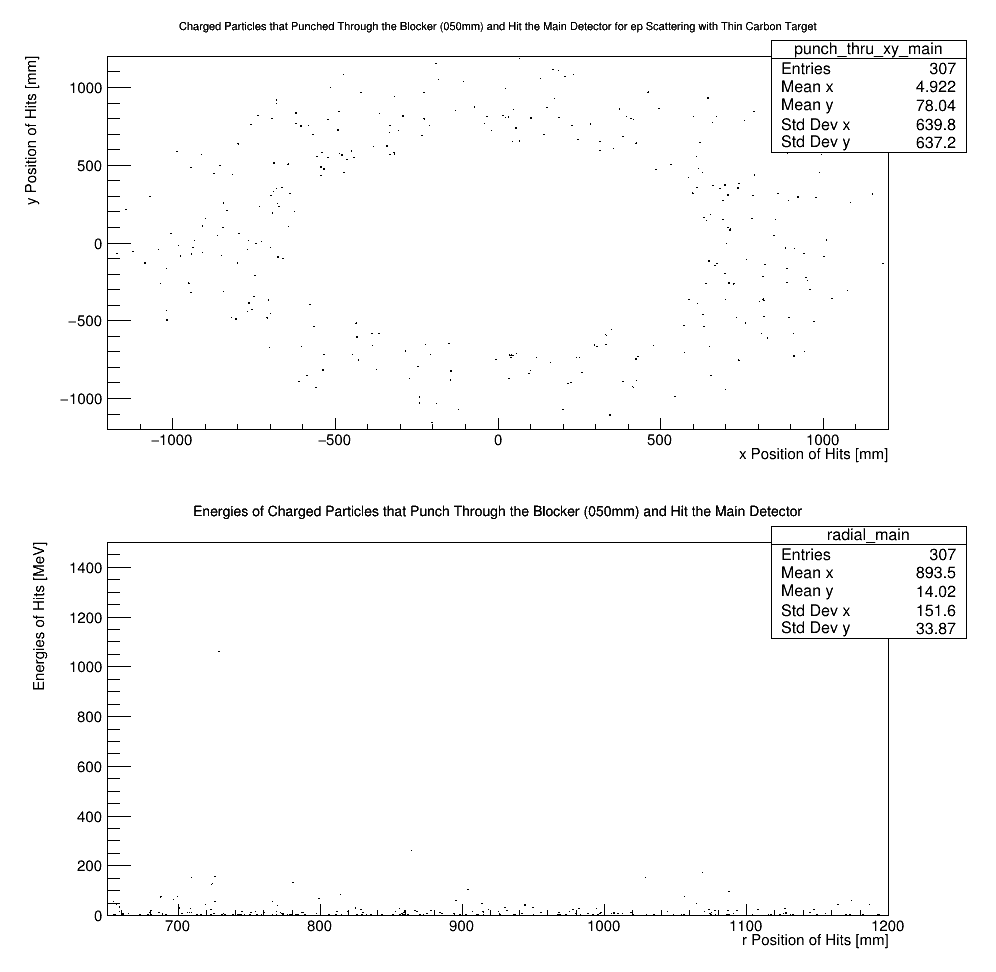 Charged Particles that Punched Through the Blocker (050mm) and Hit the Main Detector for ep Scattering with Thin Carbon Target
punch_thru_xy_main
Entries 307
Mean x 4.922
Mean y 78.04
Std Dev x 639.8
Std Dev y 637.2
y Position of Hits [mm]
1000
500
0
−500
−1000
−1000 −500 0 500 1000
x Position of Hits [mm]
Energies of Charged Particles that Punch Through the Blocker (050mm) and Hit the Main Detector
radial_main
Entries 307
Mean x 893.5
Mean y 14.02
Std Dev x 151.6
Std Dev y 33.87
Energies of Hits [MeV]
1400
1200
1000
800
600
400
200
0
700 800 900 1000 1100 1200
r Position of Hits [mm]